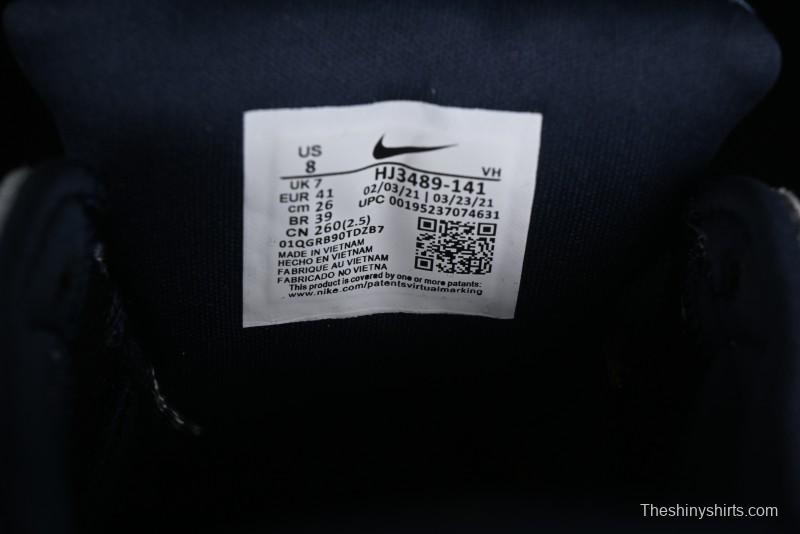 US
8
VH
UK 7
EUR 41
cm 26
BR 39
CN 260(2.5)
01QGRB90TDZB7
HJ3489-141
02/03/21 | 03/23/21
UPC 00195237074631
MADE IN VIETNAM
HECHO EN VIETNAM
FABRIQUE AU VIETNAM
FABRICADO NO VIETNA
This product is covered by one or more patents:
www.nike.com/patentsvirtualmarking
Theshinyshirts.com